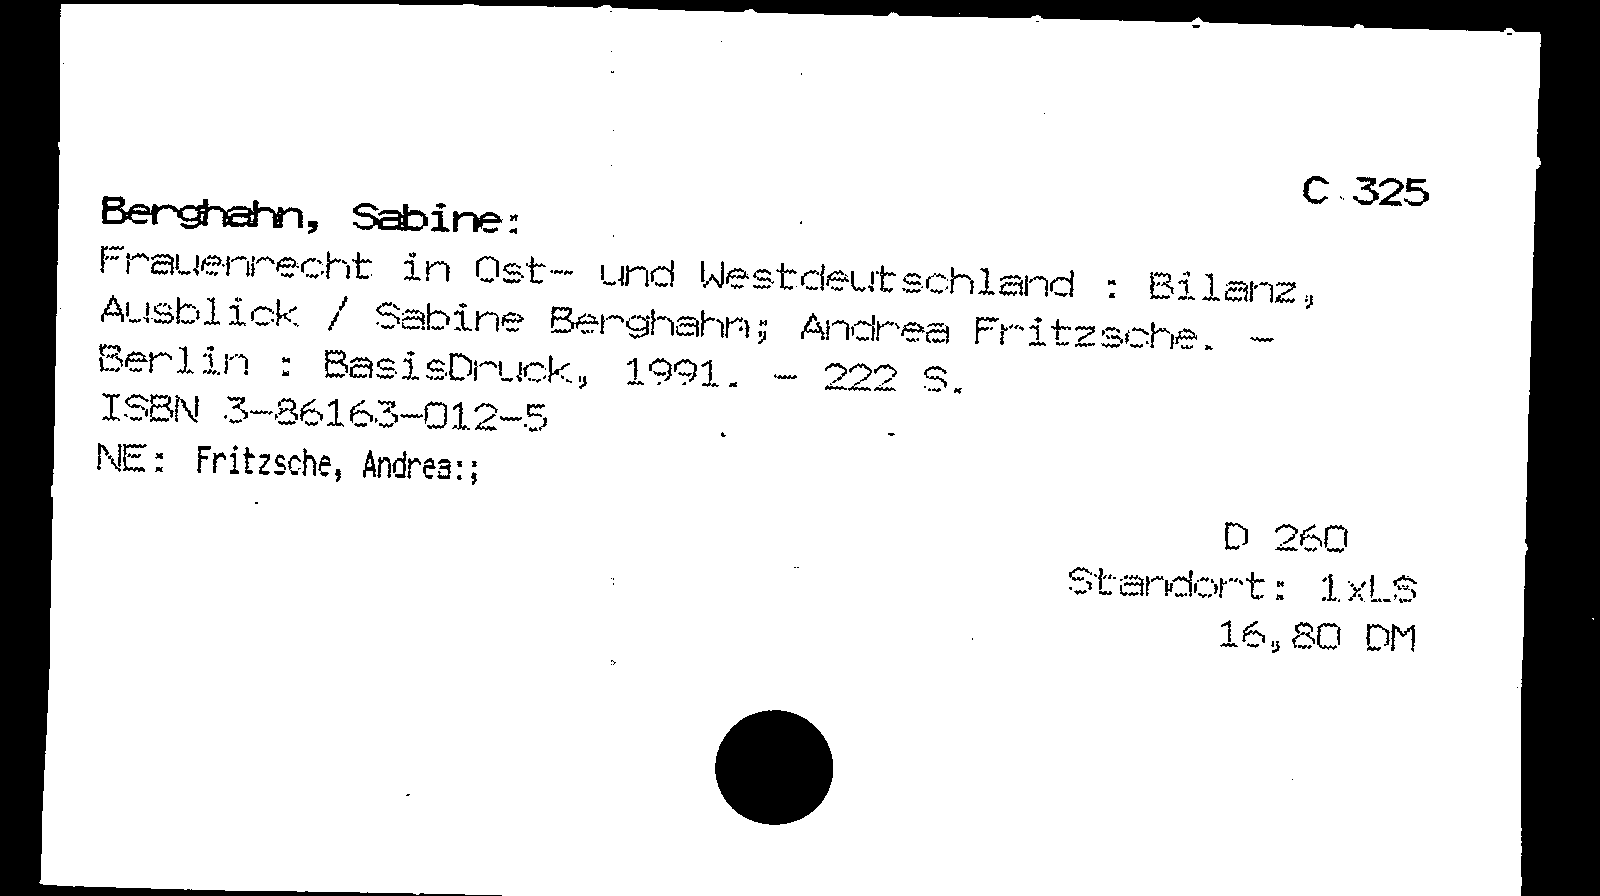 C 325
Berghahn, Sabine:
Frauenrecht in Ost- und Westdeutschland : Bilanz,
Ausblick / Sabine Berghahn; Andrea Fritzsche. -
Berlin : BasisDruck, 1991. - 222 S.
ISBN 3-86163-012-5
NE: Fritzsche, Andrea:;
D 260
Standort: 1xLS
16,80 DM